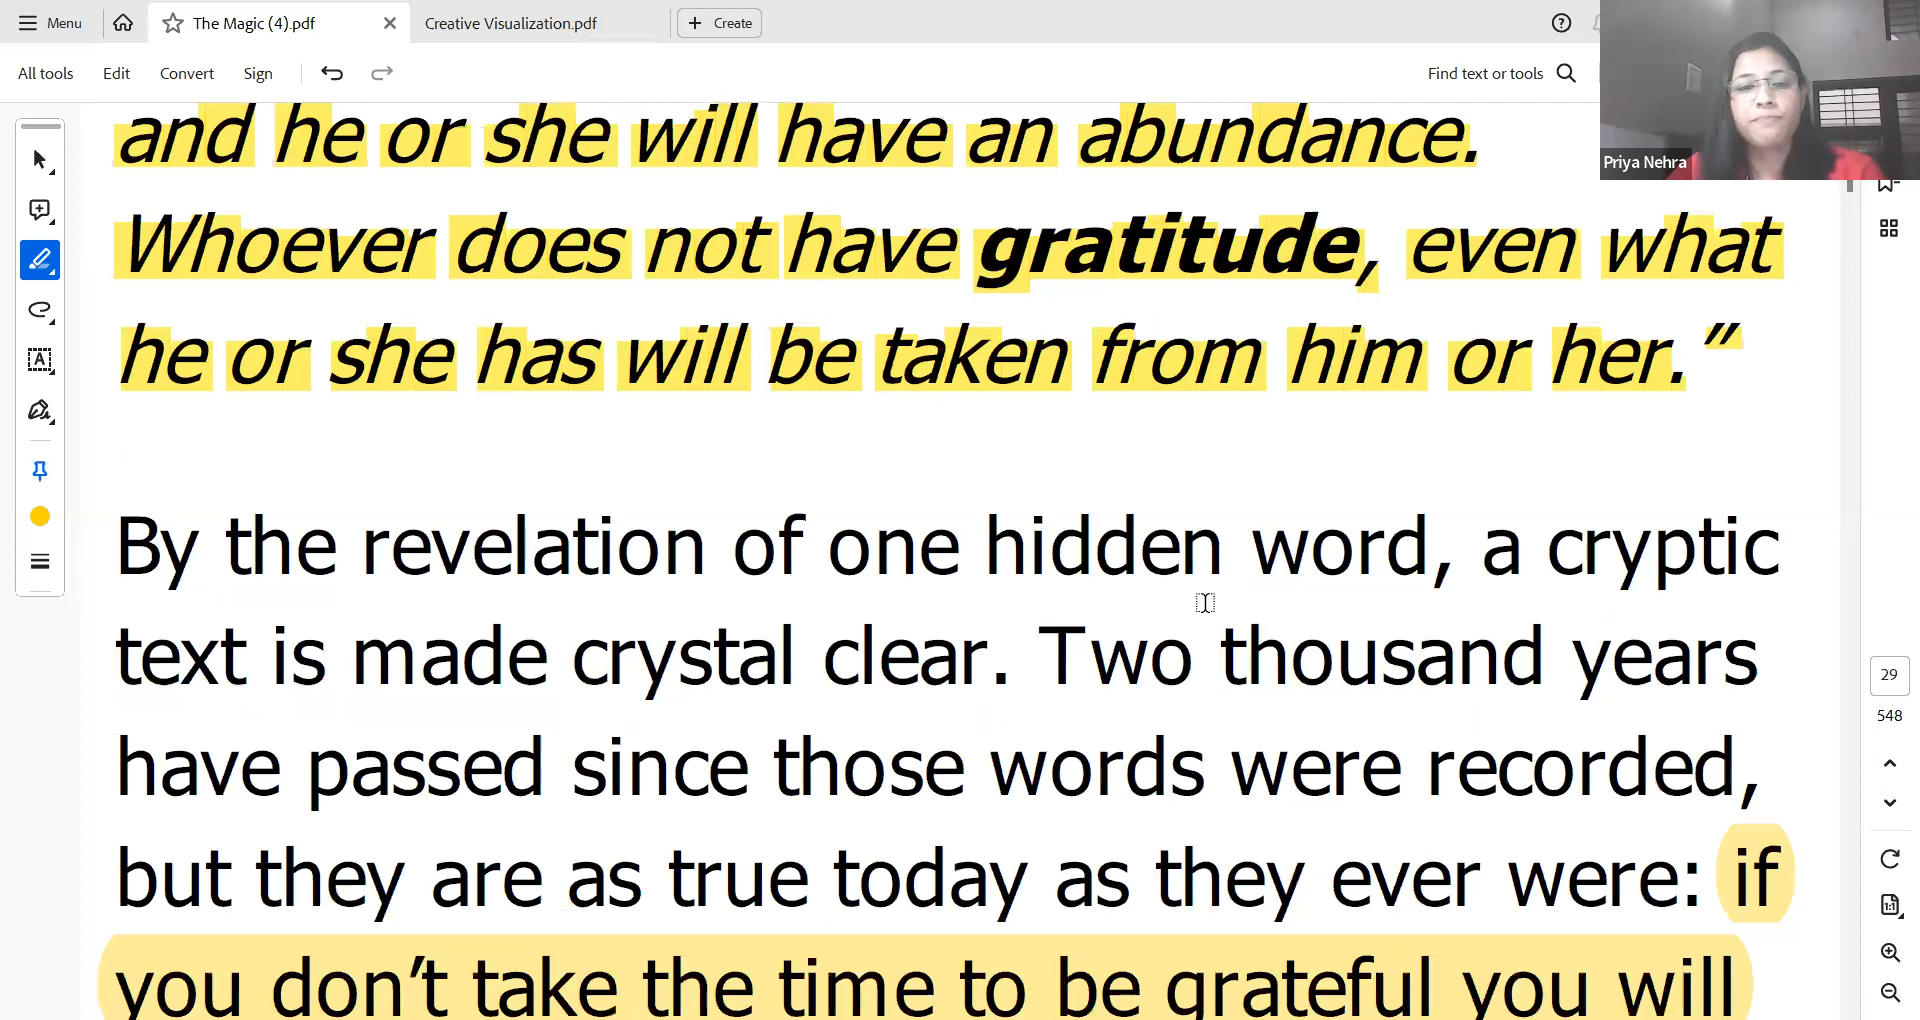 Menu
The Magic (4).pdf
Creative Visualization.pdf
Create
All tools
Edit
Convert
Sign
Find text or tools
Priya Nehra
and he or she will have an abundance.
Whoever does not have gratitude, even what
he or she has will be taken from him or her.”
By the revelation of one hidden word, a cryptic
text is made crystal clear. Two thousand years
have passed since those words were recorded,
but they are as true today as they ever were: if
you don’t take the time to be grateful you will
29
548